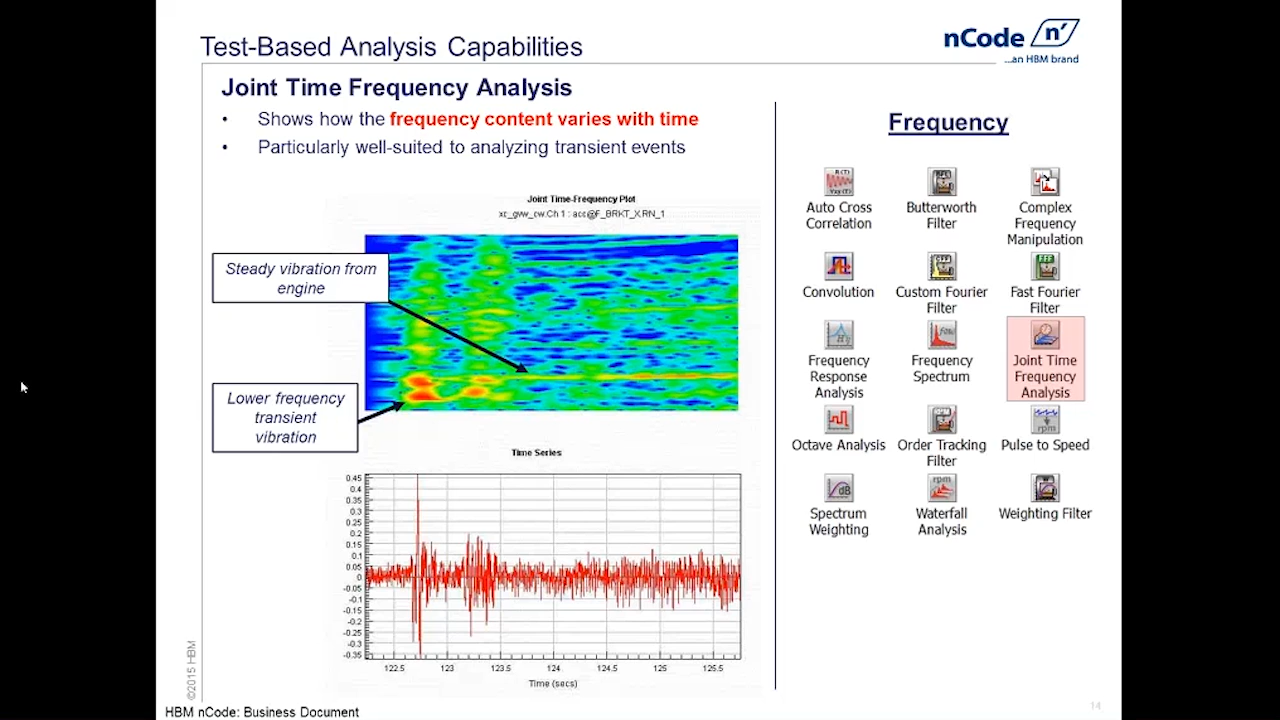 Test-Based Analysis Capabilities
nCode n'
...an HBM brand
Joint Time Frequency Analysis
• Shows how the frequency content varies with time
• Particularly well-suited to analyzing transient events
Joint Time-Frequency Plot
Steady vibration from
engine
Lower frequency
transient
vibration
Time Series
0.45
0.4
0.35
0.3
0.25
0.2
0.15
0.1
0.05
0
-0.05
-0.1
-0.15
-0.2
-0.25
-0.3
-0.35
122.5 123 123.5 124 124.5 125 125.5
Time (secs)
Frequency
Auto Cross
Correlation
Butterworth
Filter
Complex
Frequency
Manipulation
Convolution
Custom Fourier
Filter
Fast Fourier
Filter
Frequency
Response
Analysis
Frequency
Spectrum
Joint Time
Frequency
Analysis
Octave Analysis
Order Tracking
Filter
rpm
Pulse to Speed
dB
Spectrum
Weighting
rpm
Waterfall
Analysis
Weighting Filter
©2015 HBM
HBM nCode: Business Document
14